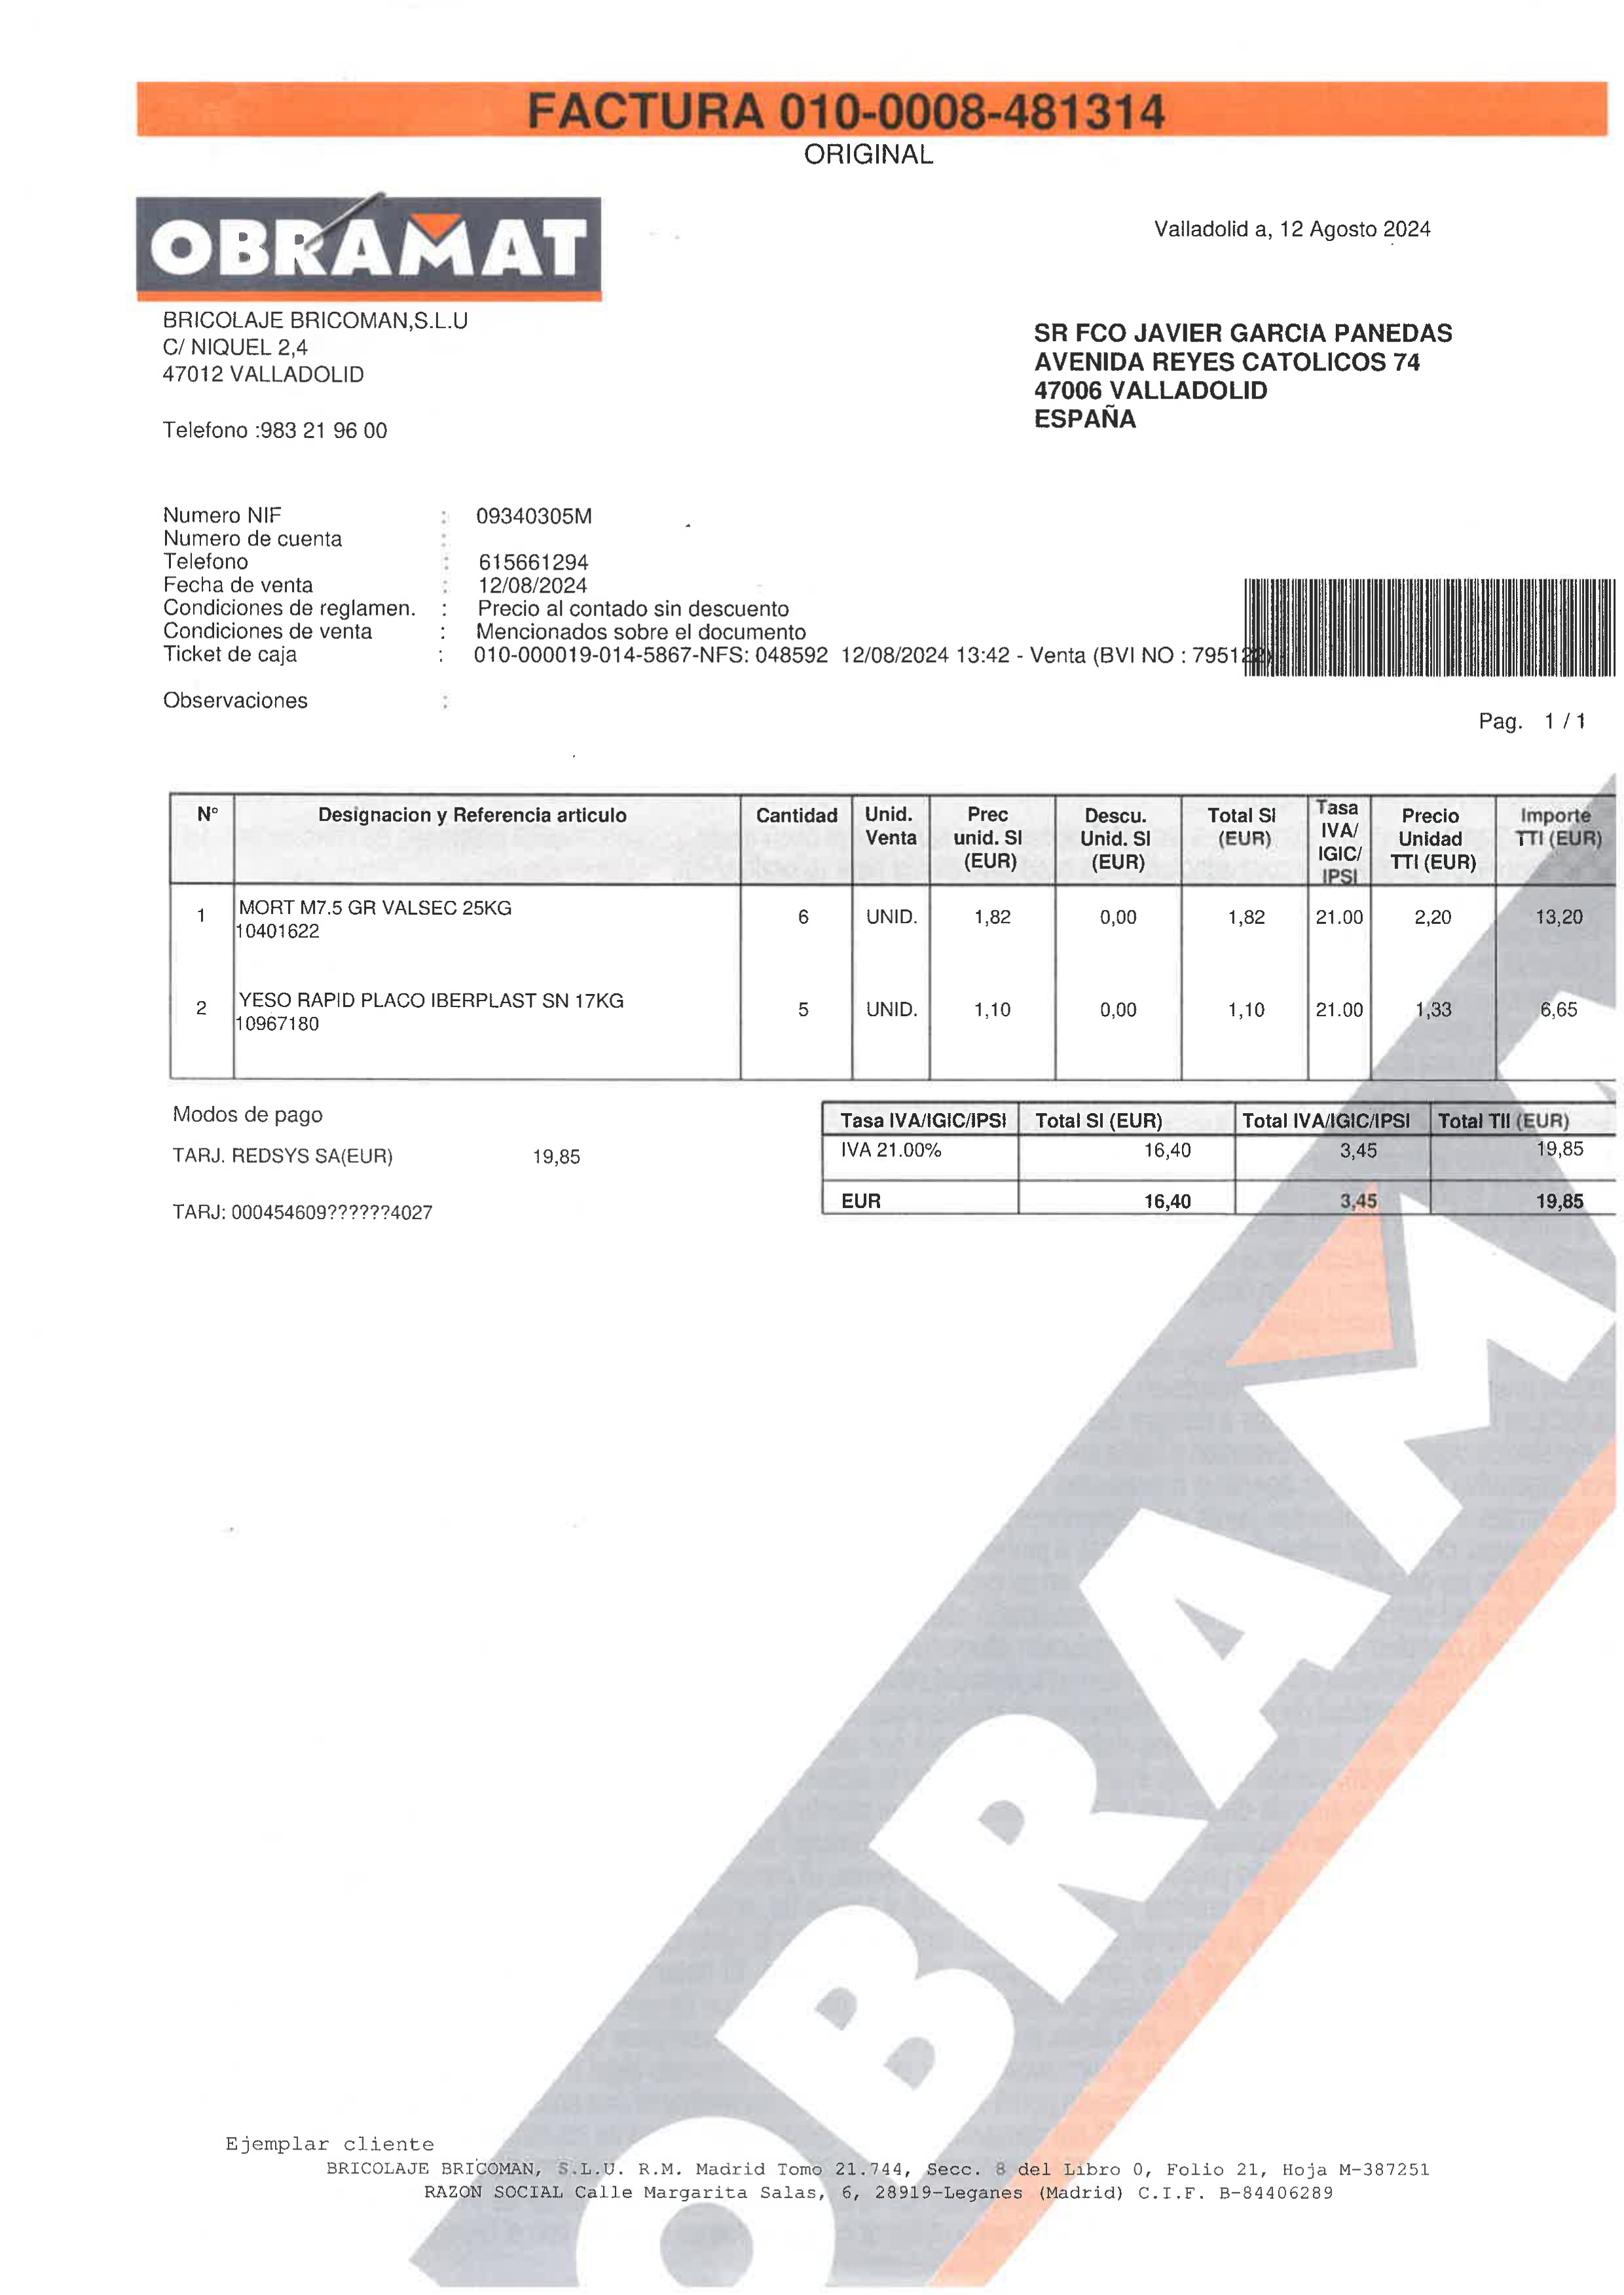 FACTURA 010-0008-481314
ORIGINAL
OBRAMAT
Valladolid a, 12 Agosto 2024
BRICOLAJE BRICOMAN,S.L.U
C/ NIQUEL 2,4
47012 VALLADOLID
Telefono :983 21 96 00
SR FCO JAVIER GARCIA PANEDAS
AVENIDA REYES CATOLICOS 74
47006 VALLADOLID
ESPAÑA
Numero NIF : 09340305M
Numero de cuenta :
Telefono : 615661294
Fecha de venta : 12/08/2024
Condiciones de reglamen. : Precio al contado sin descuento
Condiciones de venta : Mencionados sobre el documento
Ticket de caja : 010-000019-014-5867-NFS: 048592 12/08/2024 13:42 - Venta (BVI NO : 795122)
Observaciones :
Pag. 1 / 1
N° Designacion y Referencia articulo Cantidad Unid. Venta Prec unid. SI (EUR) Descu. Unid. SI (EUR) Total SI (EUR) Tasa IVA/ IGIC/ IPSI Precio Unidad TTI (EUR) Importe TTI (EUR)
1 MORT M7.5 GR VALSEC 25KG 6 UNID. 1,82 0,00 1,82 21.00 2,20 13,20
10401622
2 YESO RAPID PLACO IBERPLAST SN 17KG 5 UNID. 1,10 0,00 1,10 21.00 1,33 6,65
10967180
Modos de pago
TARJ. REDSYS SA(EUR) 19,85
TARJ: 000454609??????4027
Tasa IVA/IGIC/IPSI Total SI (EUR) Total IVA/IGIC/IPSI Total TII (EUR)
IVA 21.00% 16,40 3,45 19,85
EUR 16,40 3,45 19,85
OBRAMA
Ejemplar cliente
BRICOLAJE BRICOMAN, S.L.U. R.M. Madrid Tomo 21.744, Secc. 8 del Libro 0, Folio 21, Hoja M-387251
RAZON SOCIAL Calle Margarita Salas, 6, 28919-Leganes (Madrid) C.I.F. B-84406289